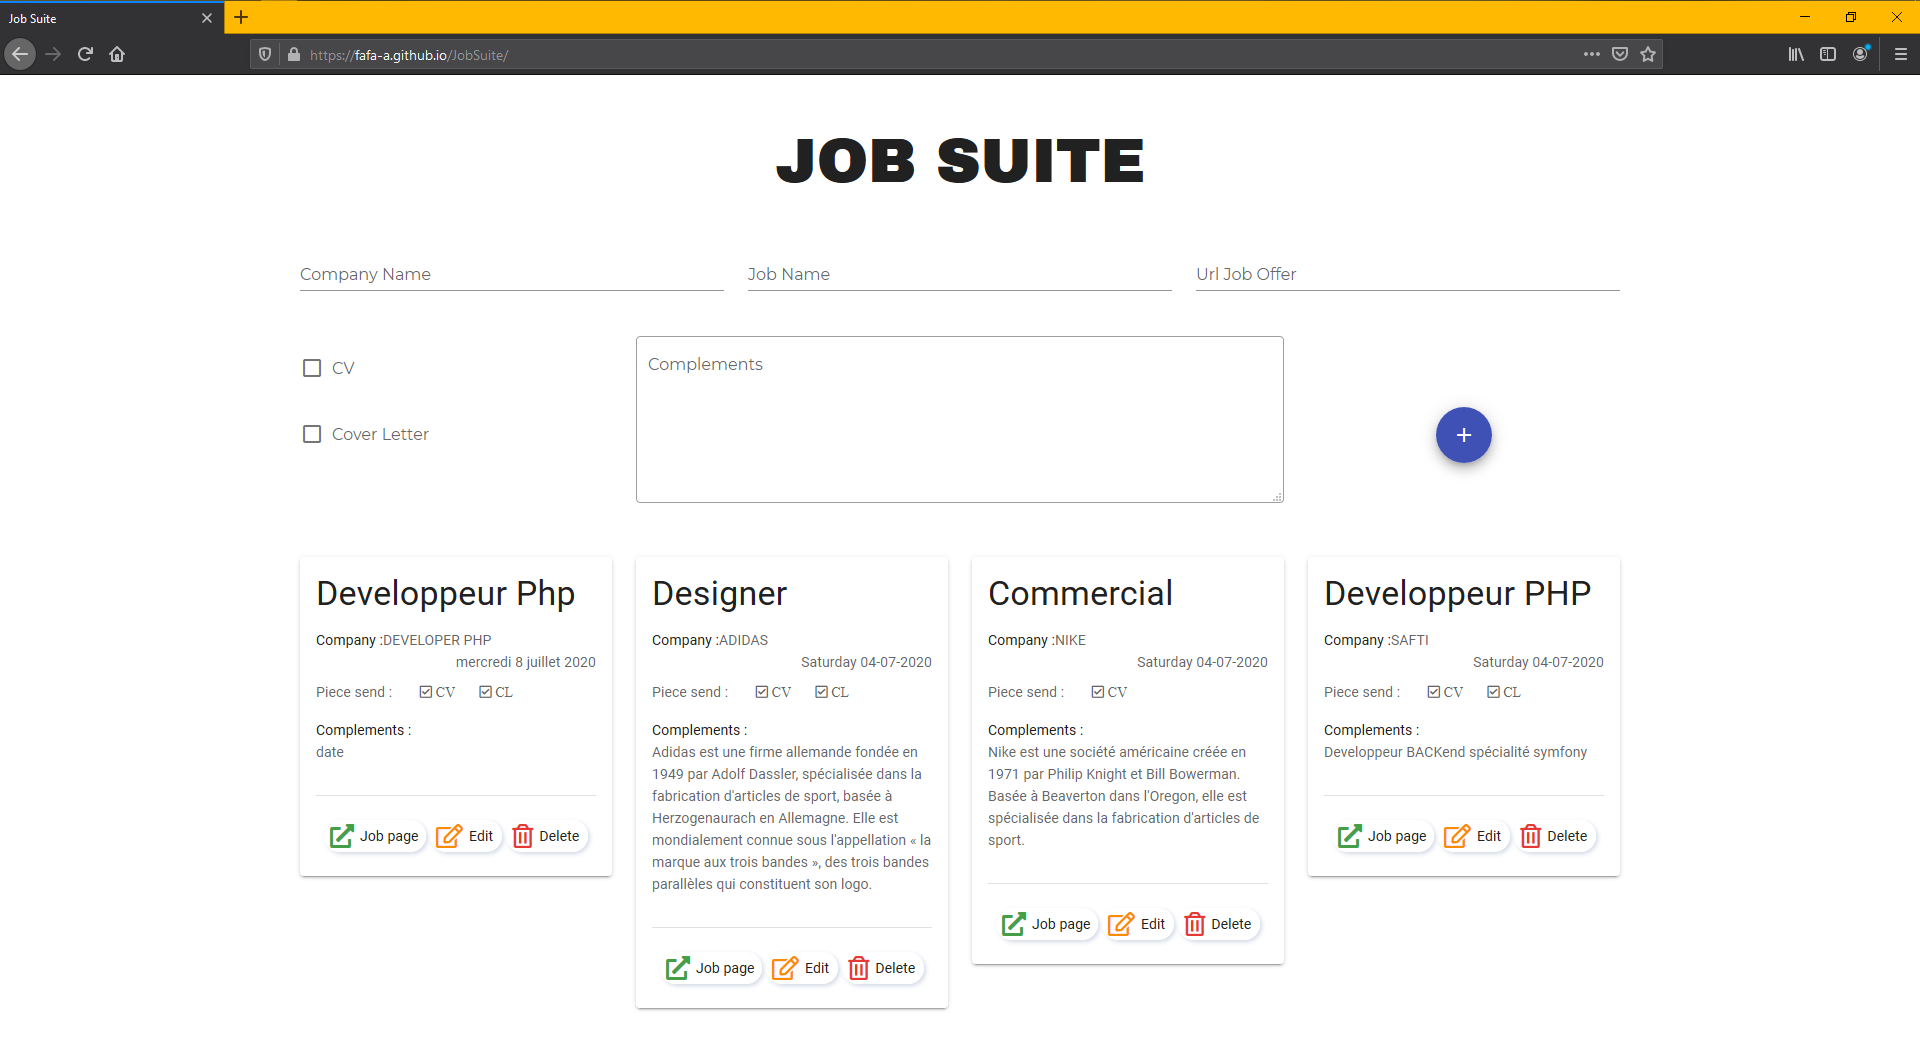 Job Suite
https://fafa-a.github.io/JobSuite/
JOB SUITE
Company Name
Job Name
Url Job Offer
CV
Complements
Cover Letter
Developpeur Php
Company :DEVELOPER PHP
mercredi 8 juillet 2020
Piece send : CV CL
Complements :
date
Job page Edit Delete
Designer
Company :ADIDAS
Saturday 04-07-2020
Piece send : CV CL
Complements :
Adidas est une firme allemande fondée en
1949 par Adolf Dassler, spécialisée dans la
fabrication d'articles de sport, basée à
Herzogenaurach en Allemagne. Elle est
mondialement connue sous l'appellation « la
marque aux trois bandes », des trois bandes
parallèles qui constituent son logo.
Job page Edit Delete
Commercial
Company :NIKE
Saturday 04-07-2020
Piece send : CV
Complements :
Nike est une société américaine créée en
1971 par Philip Knight et Bill Bowerman.
Basée à Beaverton dans l'Oregon, elle est
spécialisée dans la fabrication d'articles de
sport.
Job page Edit Delete
Developpeur PHP
Company :SAFTI
Saturday 04-07-2020
Piece send : CV CL
Complements :
Developpeur BACKend spécialité symfony
Job page Edit Delete